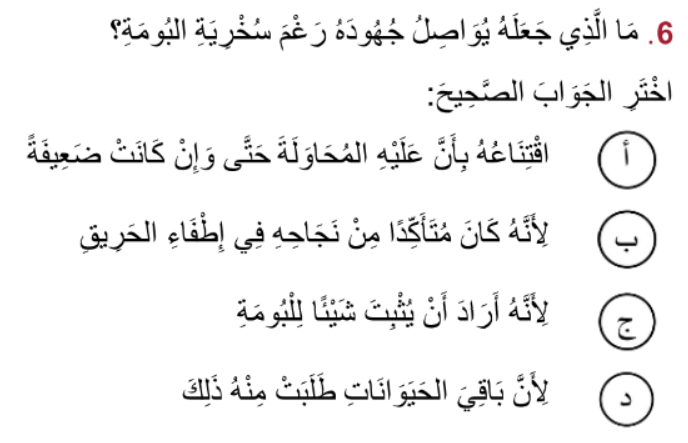 6. مَا الَّذِي جَعَلَهُ يُوَاصِلُ جُهُودَهُ رَغْمَ سُخْرِيَةِ البُومَةِ؟
اخْتَرِ الجَوَابَ الصَّحِيحَ:
أ اقْتِنَاعُهُ بِأَنَّ عَلَيْهِ المُحَاوَلَةَ حَتَّى وَإِنْ كَانَتْ ضَعِيفَةً
ب لِأَنَّهُ كَانَ مُتَأَكِّدًا مِنْ نَجَاحِهِ فِي إِطْفَاءِ الحَرِيقِ
ج لِأَنَّهُ أَرَادَ أَنْ يُثْبِتَ شَيْئًا لِلْبُومَةِ
د لِأَنَّ بَاقِيَ الحَيَوَانَاتِ طَلَبَتْ مِنْهُ ذَلِكَ